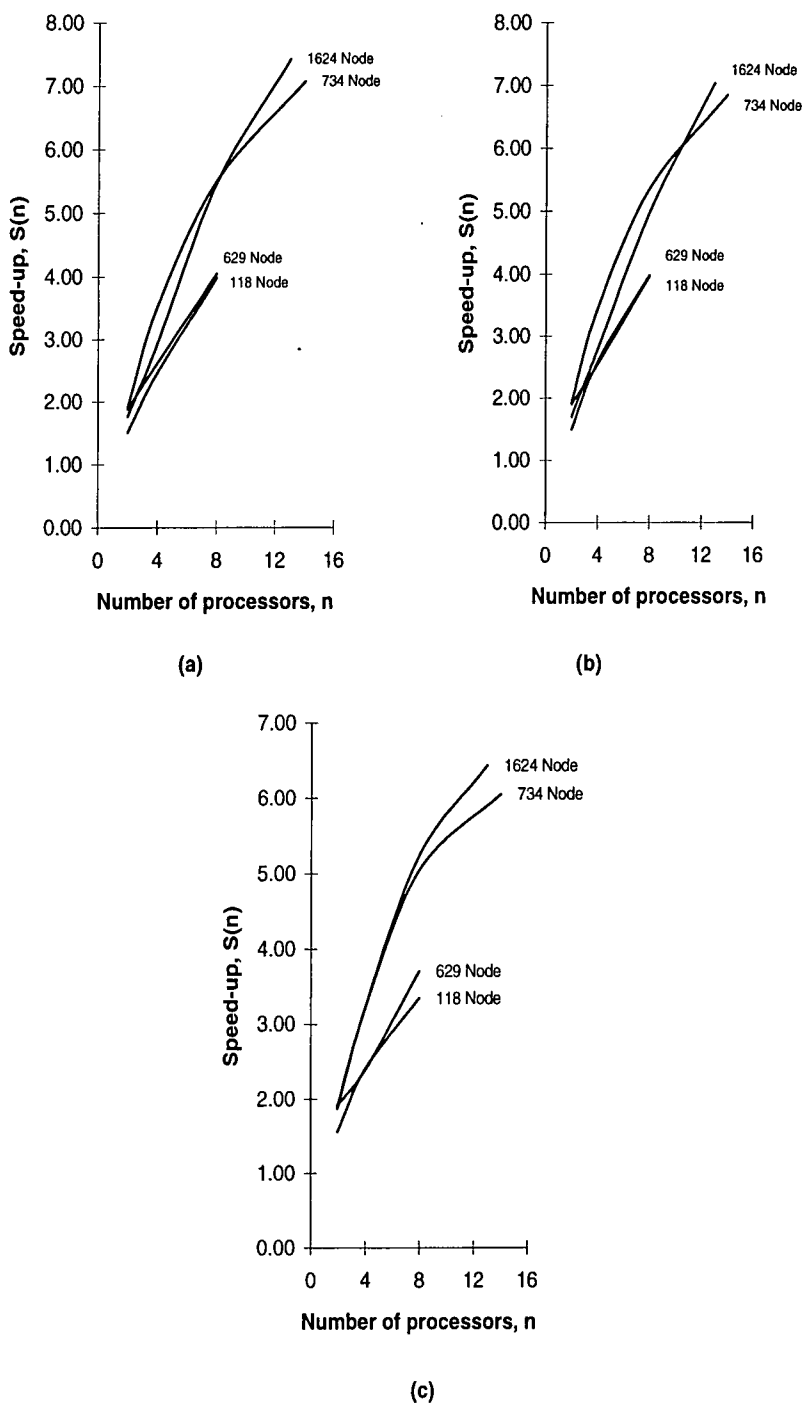 8.00
7.00
6.00
5.00
4.00
3.00
2.00
1.00
0.00
Speed-up, S(n)
1624 Node
734 Node
629 Node
118 Node
0 4 8 12 16
Number of processors, n
(a)
8.00
7.00
6.00
5.00
4.00
3.00
2.00
1.00
0.00
Speed-up, S(n)
1624 Node
734 Node
629 Node
118 Node
0 4 8 12 16
Number of processors, n
(b)
7.00
6.00
5.00
4.00
3.00
2.00
1.00
0.00
Speed-up, S(n)
1624 Node
734 Node
629 Node
118 Node
0 4 8 12 16
Number of processors, n
(c)